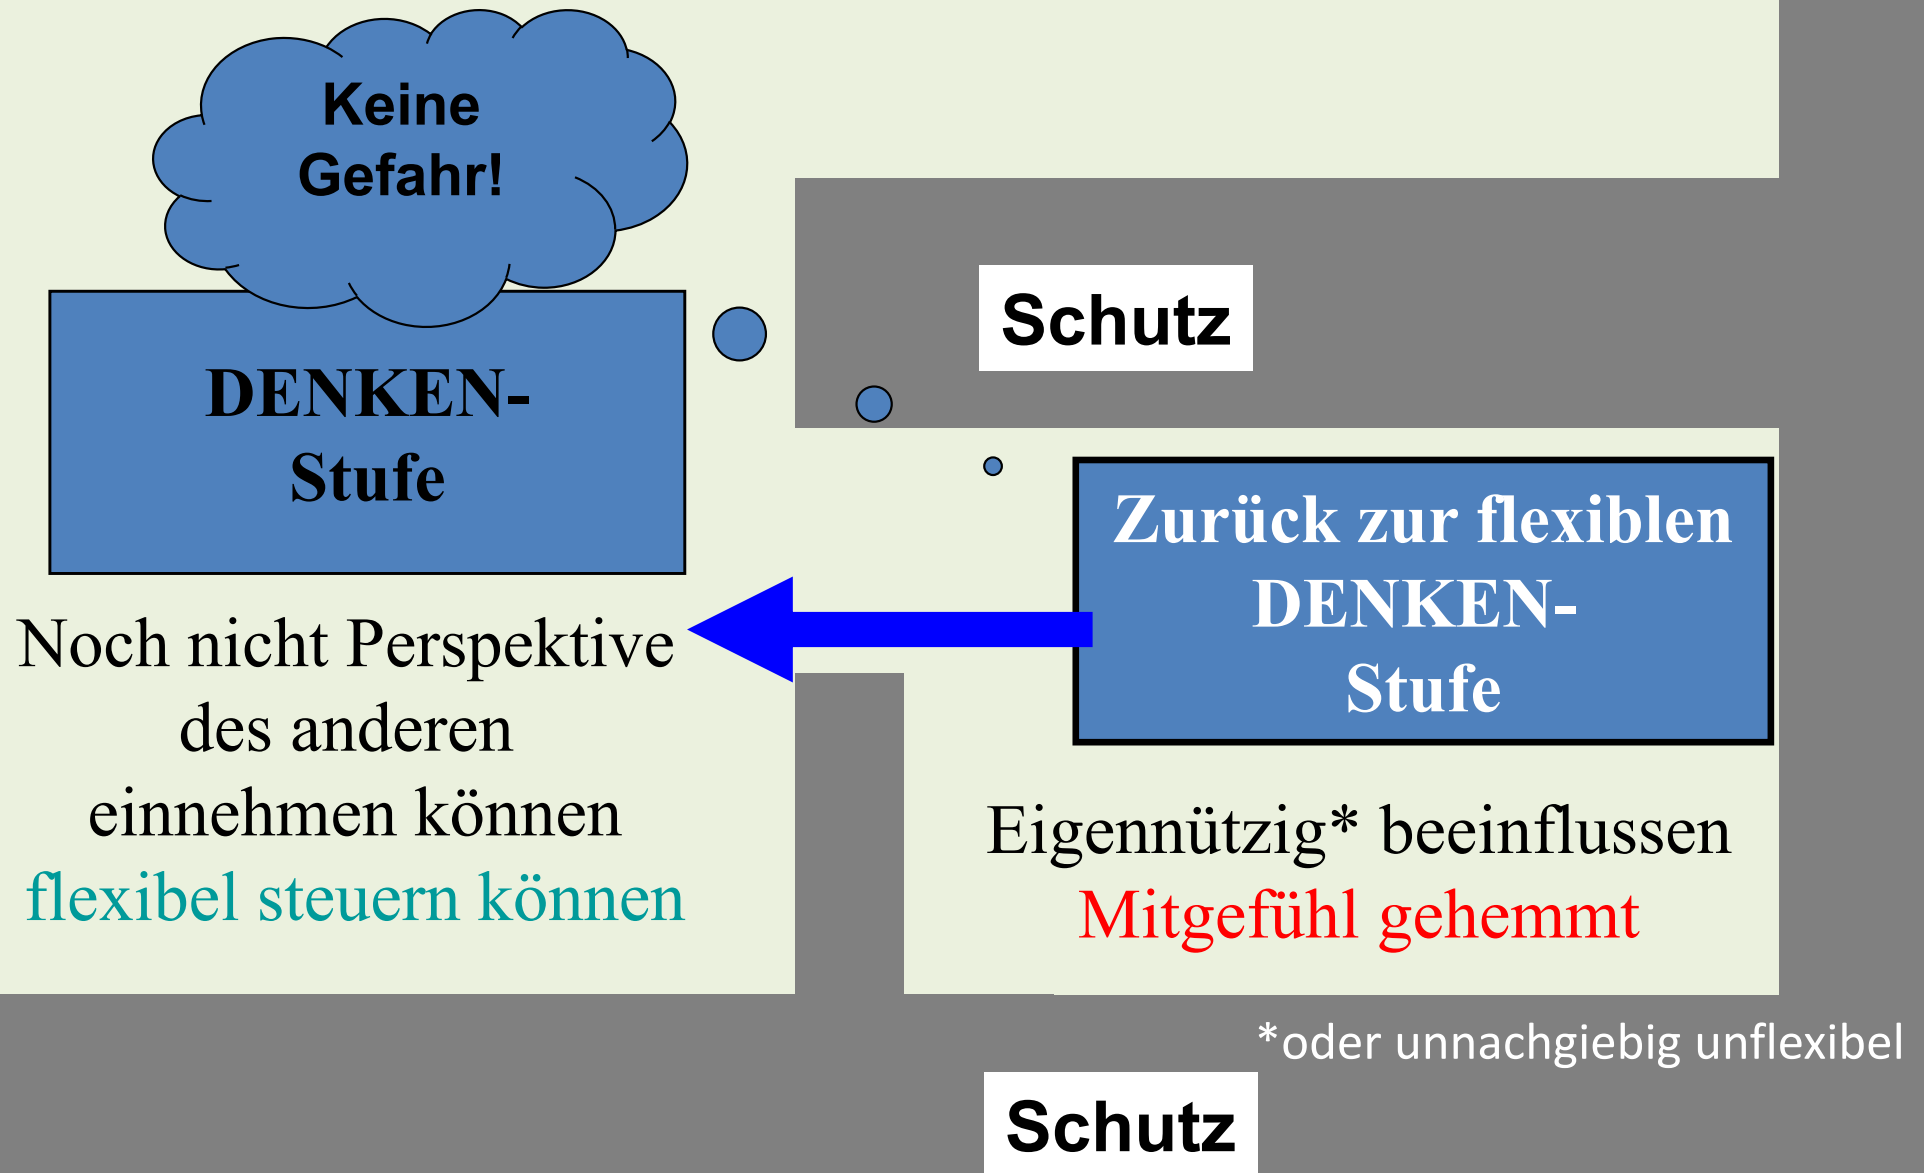 Keine
Gefahr!
DENKEN-
Stufe
Noch nicht Perspektive
des anderen
einnehmen können
flexibel steuern können
Schutz
Zurück zur flexiblen
DENKEN-
Stufe
Eigennützig* beeinflussen
Mitgefühl gehemmt
*oder unnachgiebig unflexibel
Schutz